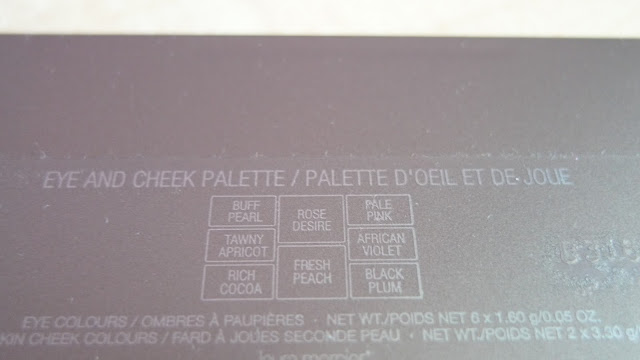 EYE AND CHEEK PALETTE / PALETTE D'OEIL ET DE JOUE
BUFF PEARL
ROSE DESIRE
PALE PINK
TAWNY APRICOT
AFRICAN VIOLET
FRESH PEACH
RICH COCOA
BLACK PLUM
EYE COLOURS / OMBRES À PAUPIÈRES · NET WT./POIDS NET 6 x 1.60 g/0.05 OZ.
KIN CHEEK COLOURS / FARD À JOUES SECONDE PEAU · NET WT./POIDS NET 2 x 3.30 g/
laura mercier